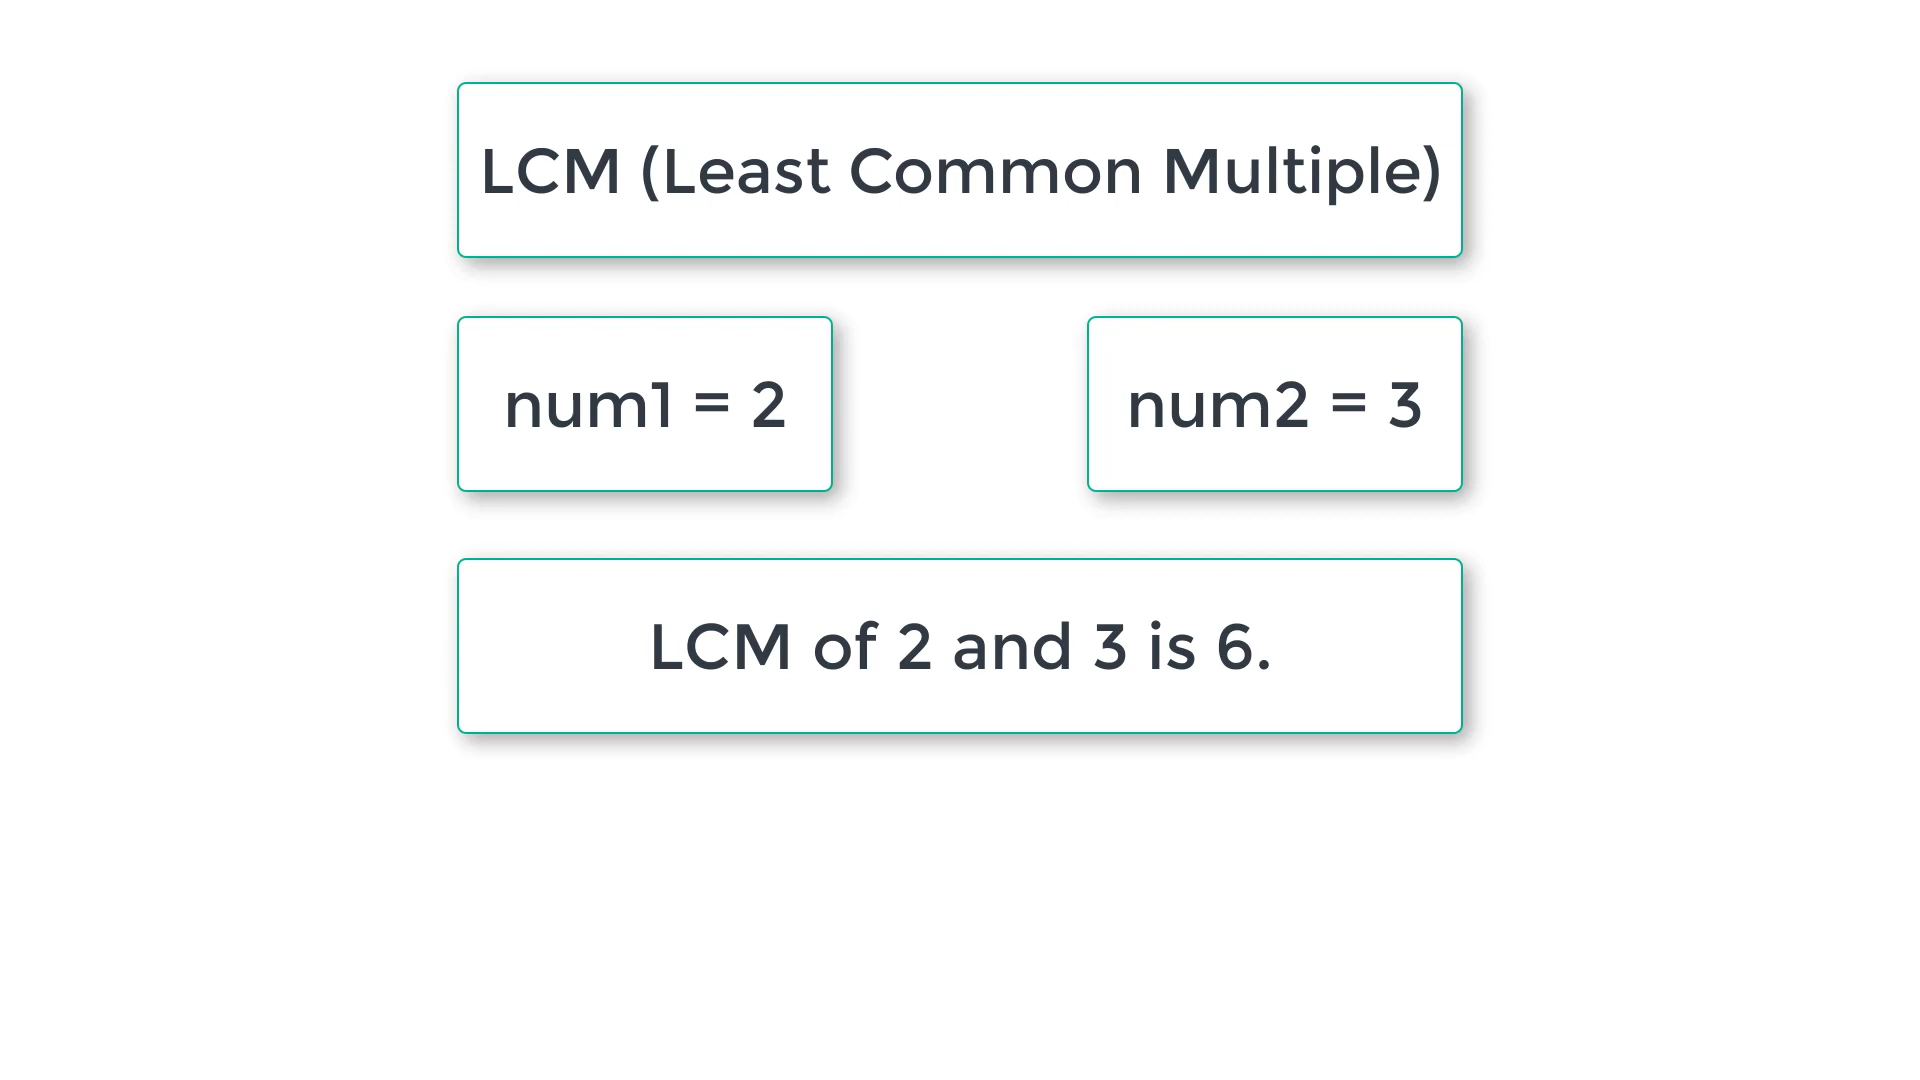 LCM (Least Common Multiple)
num1 = 2
num2 = 3
LCM of 2 and 3 is 6.